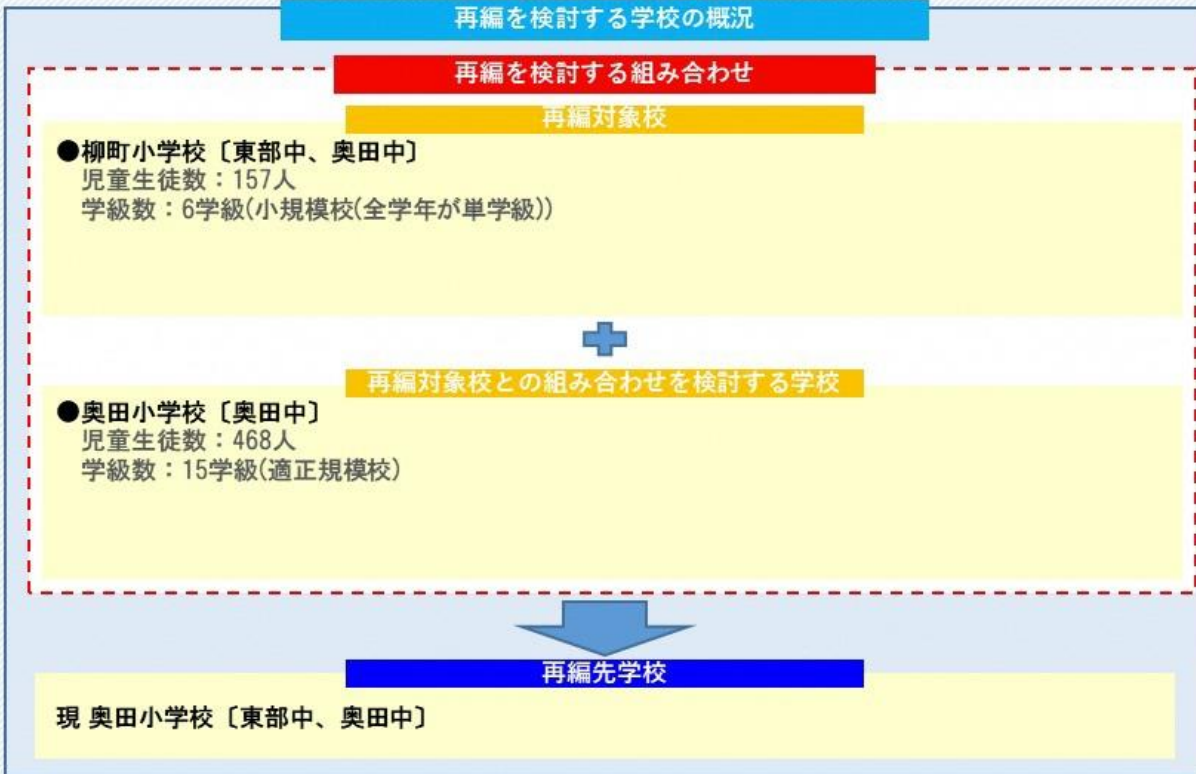 再編を検討する学校の概況
再編を検討する組み合わせ
再編対象校
●柳町小学校〔東部中、奥田中〕
児童生徒数：157人
学級数：6学級(小規模校(全学年が単学級))
再編対象校との組み合わせを検討する学校
●奥田小学校〔奥田中〕
児童生徒数：468人
学級数：15学級(適正規模校)
再編先学校
現 奥田小学校〔東部中、奥田中〕